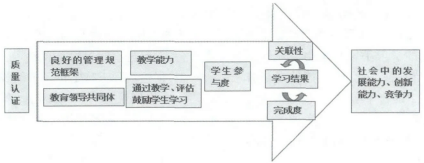 质
量
认
证
良好的管理规
范框架
教育领导共同体
教学能力
通过教学、评估
鼓励学生学习
学生参
与度
关联性
学习结果
完成度
社会中的发
展能力、创新
能力、竞争力